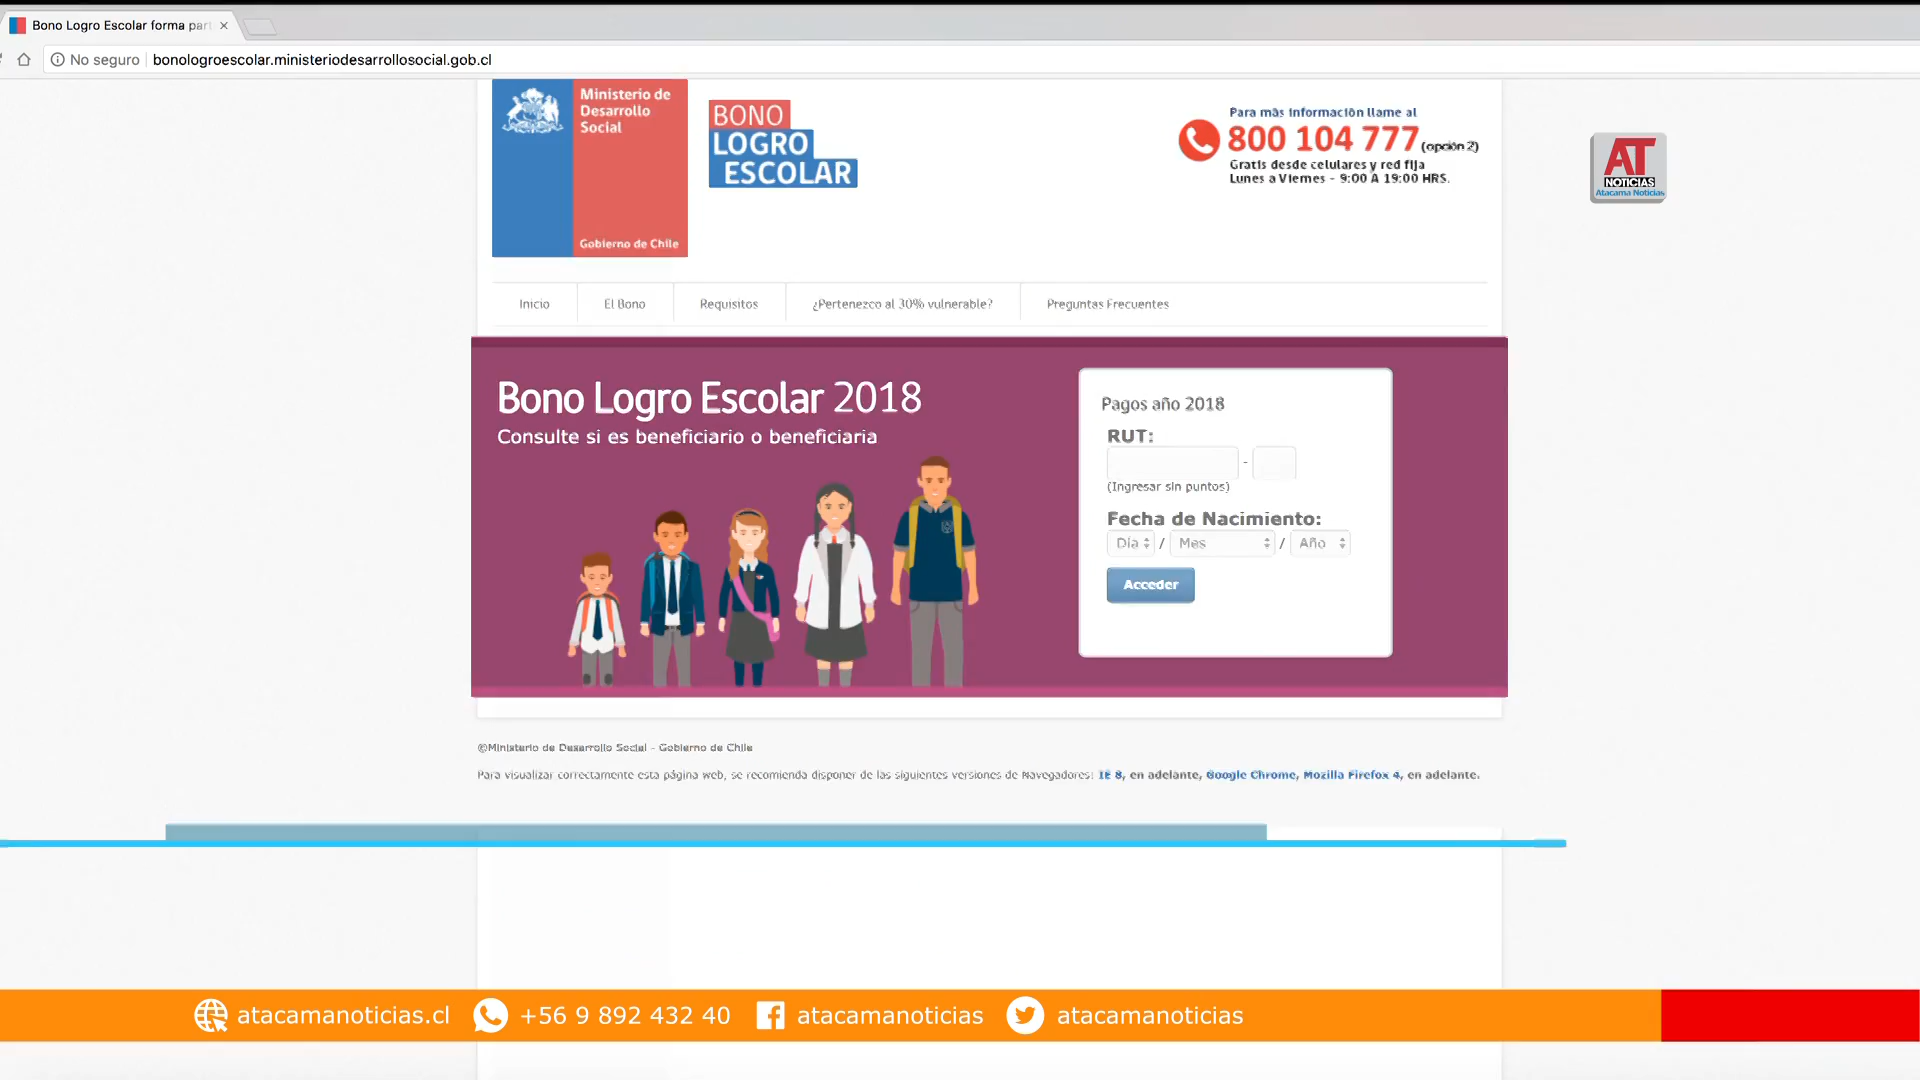 Bono Logro Escolar forma par
No seguro
bonologroescolar.ministeriodesarrollosocial.gob.cl
Ministerio de
Desarrollo
Social
Gobierno de Chile
BONO
LOGRO
ESCOLAR
Para más información llame al
800 104 777 (opción 2)
Gratis desde celulares y red fija
Lunes a Viernes - 9:00 A 19:00 HRS.
AT
NOTICIAS
Atacama Noticias
Inicio
El Bono
Requisitos
¿Pertenezco al 30% vulnerable?
Preguntas Frecuentes
Bono Logro Escolar 2018
Consulte si es beneficiario o beneficiaria
Pagos año 2018
RUT:
-
(Ingresar sin puntos)
Fecha de Nacimiento:
Día / Mes / Año
Acceder
©Ministerio de Desarrollo Social - Gobierno de Chile
Para visualizar correctamente esta página web, se recomienda disponer de las siguientes versiones de Navegadores: IE 8, en adelante, Google Chrome, Mozilla Firefox 4, en adelante.
atacamanoticias.cl
+56 9 892 432 40
atacamanoticias
atacamanoticias